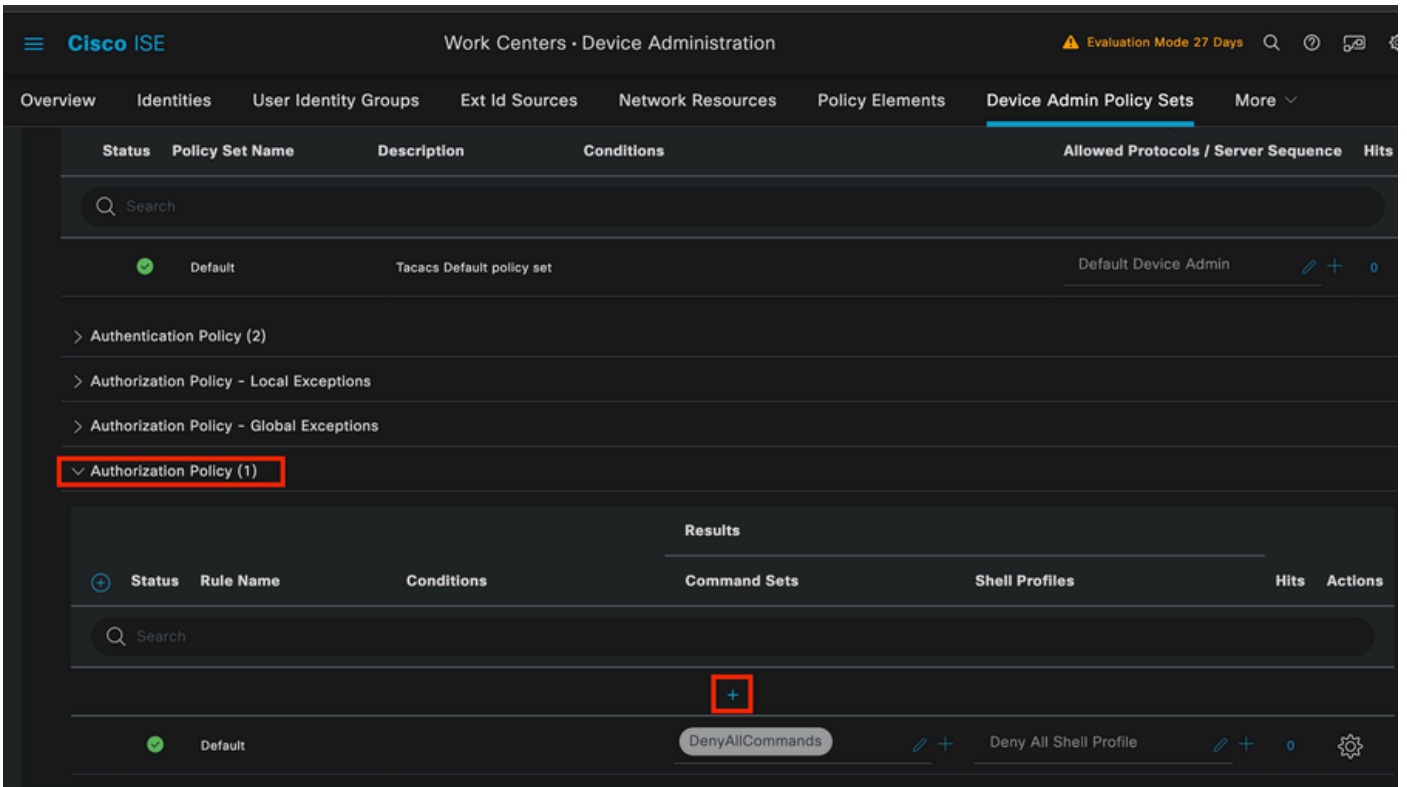 Cisco ISE Work Centers · Device Administration Evaluation Mode 27 Days
Overview Identities User Identity Groups Ext Id Sources Network Resources Policy Elements Device Admin Policy Sets More
Status Policy Set Name Description Conditions Allowed Protocols / Server Sequence Hits
Search
Default Tacacs Default policy set Default Device Admin + 0
Authentication Policy (2)
Authorization Policy - Local Exceptions
Authorization Policy - Global Exceptions
Authorization Policy (1)
Results
Status Rule Name Conditions Command Sets Shell Profiles Hits Actions
Search
+
Default DenyAllCommands + Deny All Shell Profile + 0